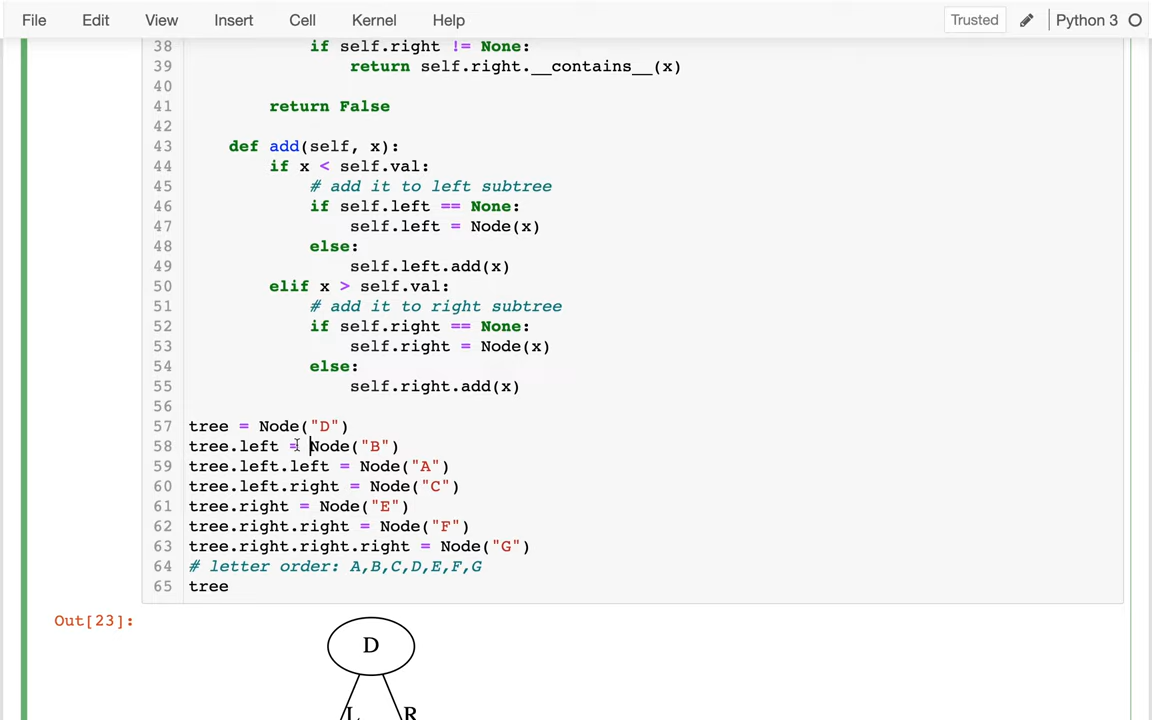 File Edit View Insert Cell Kernel Help Trusted Python 3
38 if self.right != None:
39 return self.right.__contains__(x)
40
41 return False
42
43 def add(self, x):
44 if x < self.val:
45 # add it to left subtree
46 if self.left == None:
47 self.left = Node(x)
48 else:
49 self.left.add(x)
50 elif x > self.val:
51 # add it to right subtree
52 if self.right == None:
53 self.right = Node(x)
54 else:
55 self.right.add(x)
56
57 tree = Node("D")
58 tree.left = Node("B")
59 tree.left.left = Node("A")
60 tree.left.right = Node("C")
61 tree.right = Node("E")
62 tree.right.right = Node("F")
63 tree.right.right.right = Node("G")
64 # letter order: A,B,C,D,E,F,G
65 tree
Out[23]:
D
L R